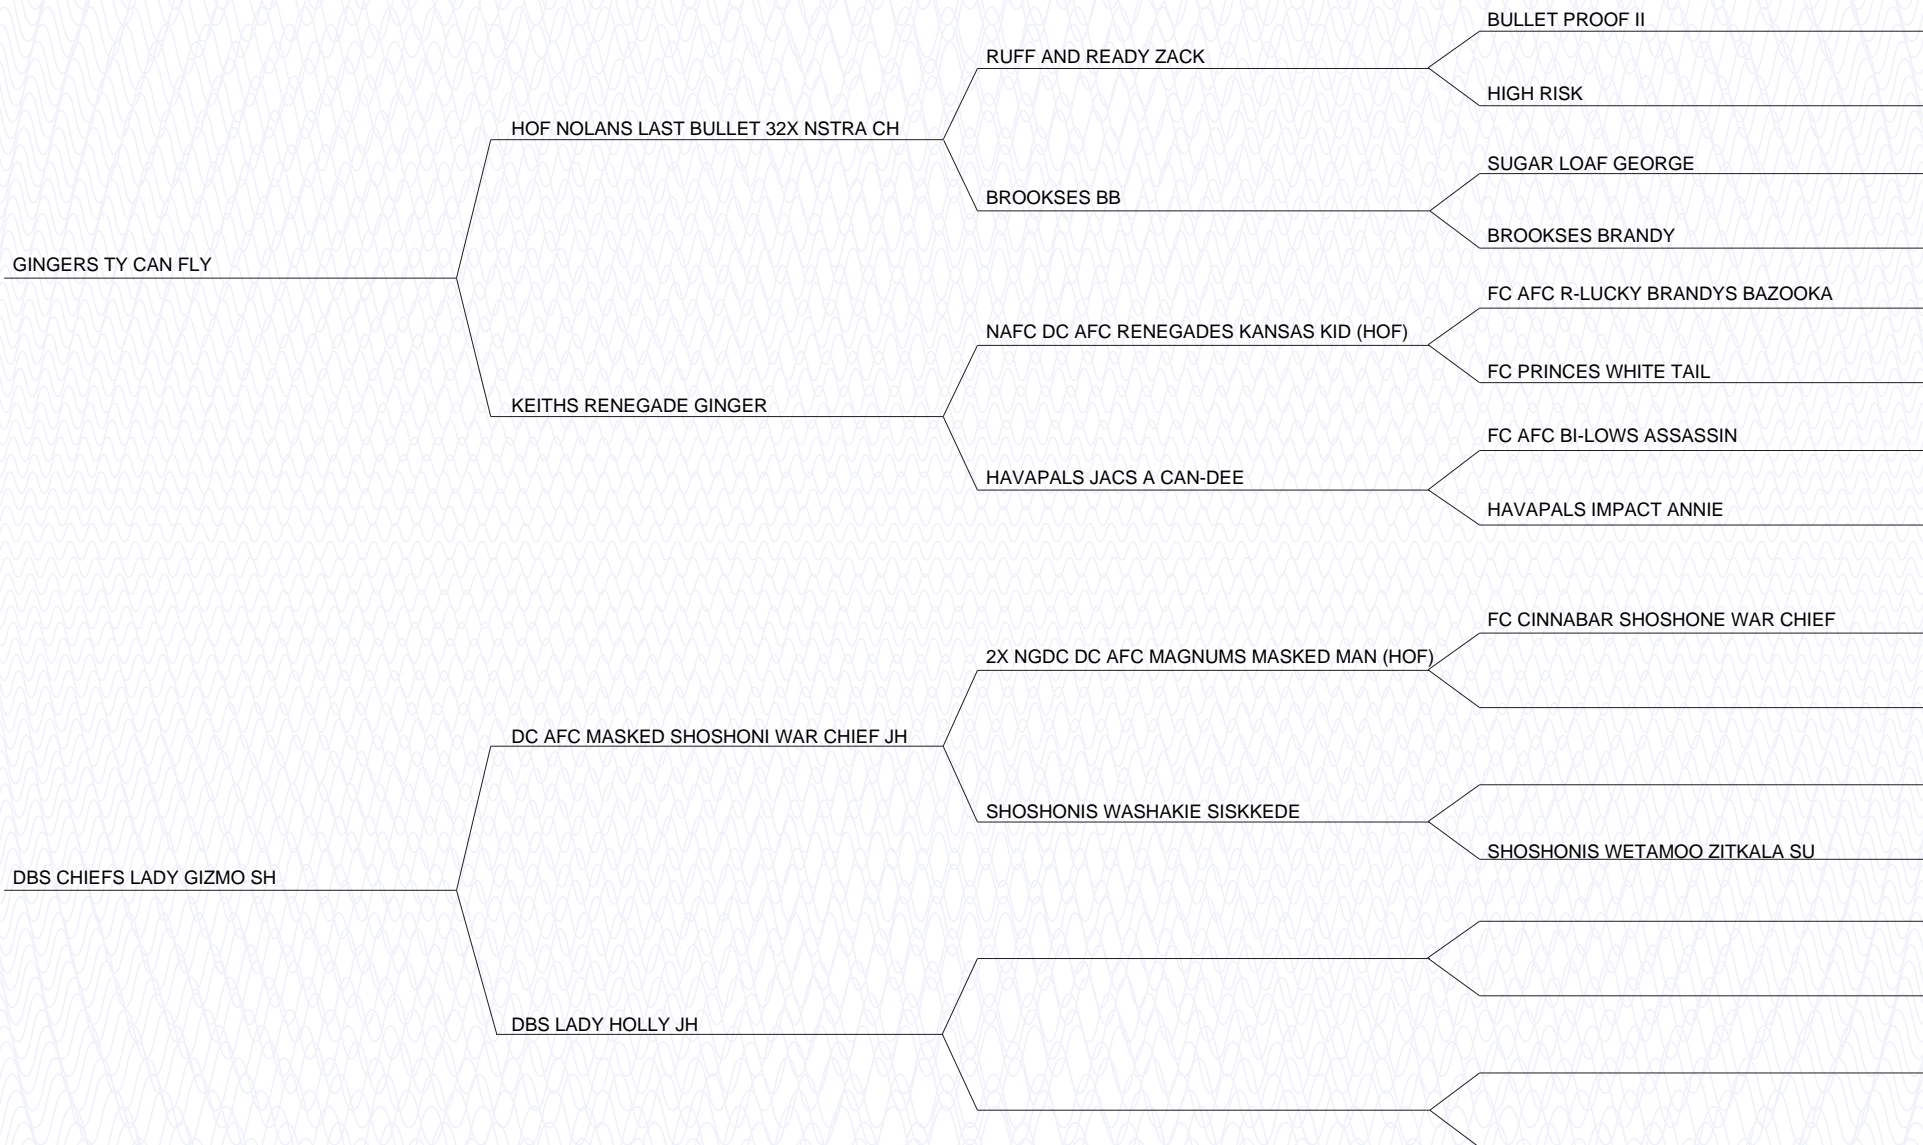 BULLET PROOF II
RUFF AND READY ZACK
HIGH RISK
HOF NOLANS LAST BULLET 32X NSTRA CH
SUGAR LOAF GEORGE
BROOKSES BB
BROOKSES BRANDY
GINGERS TY CAN FLY
FC AFC R-LUCKY BRANDYS BAZOOKA
NAFC DC AFC RENEGADES KANSAS KID (HOF)
FC PRINCES WHITE TAIL
KEITHS RENEGADE GINGER
FC AFC BI-LOWS ASSASSIN
HAVAPALS JACS A CAN-DEE
HAVAPALS IMPACT ANNIE
FC CINNABAR SHOSHONE WAR CHIEF
2X NGDC DC AFC MAGNUMS MASKED MAN (HOF)
DC AFC MASKED SHOSHONI WAR CHIEF JH
SHOSHONIS WASHAKIE SISKKEDE
SHOSHONIS WETAMOO ZITKALA SU
DBS CHIEFS LADY GIZMO SH
DBS LADY HOLLY JH